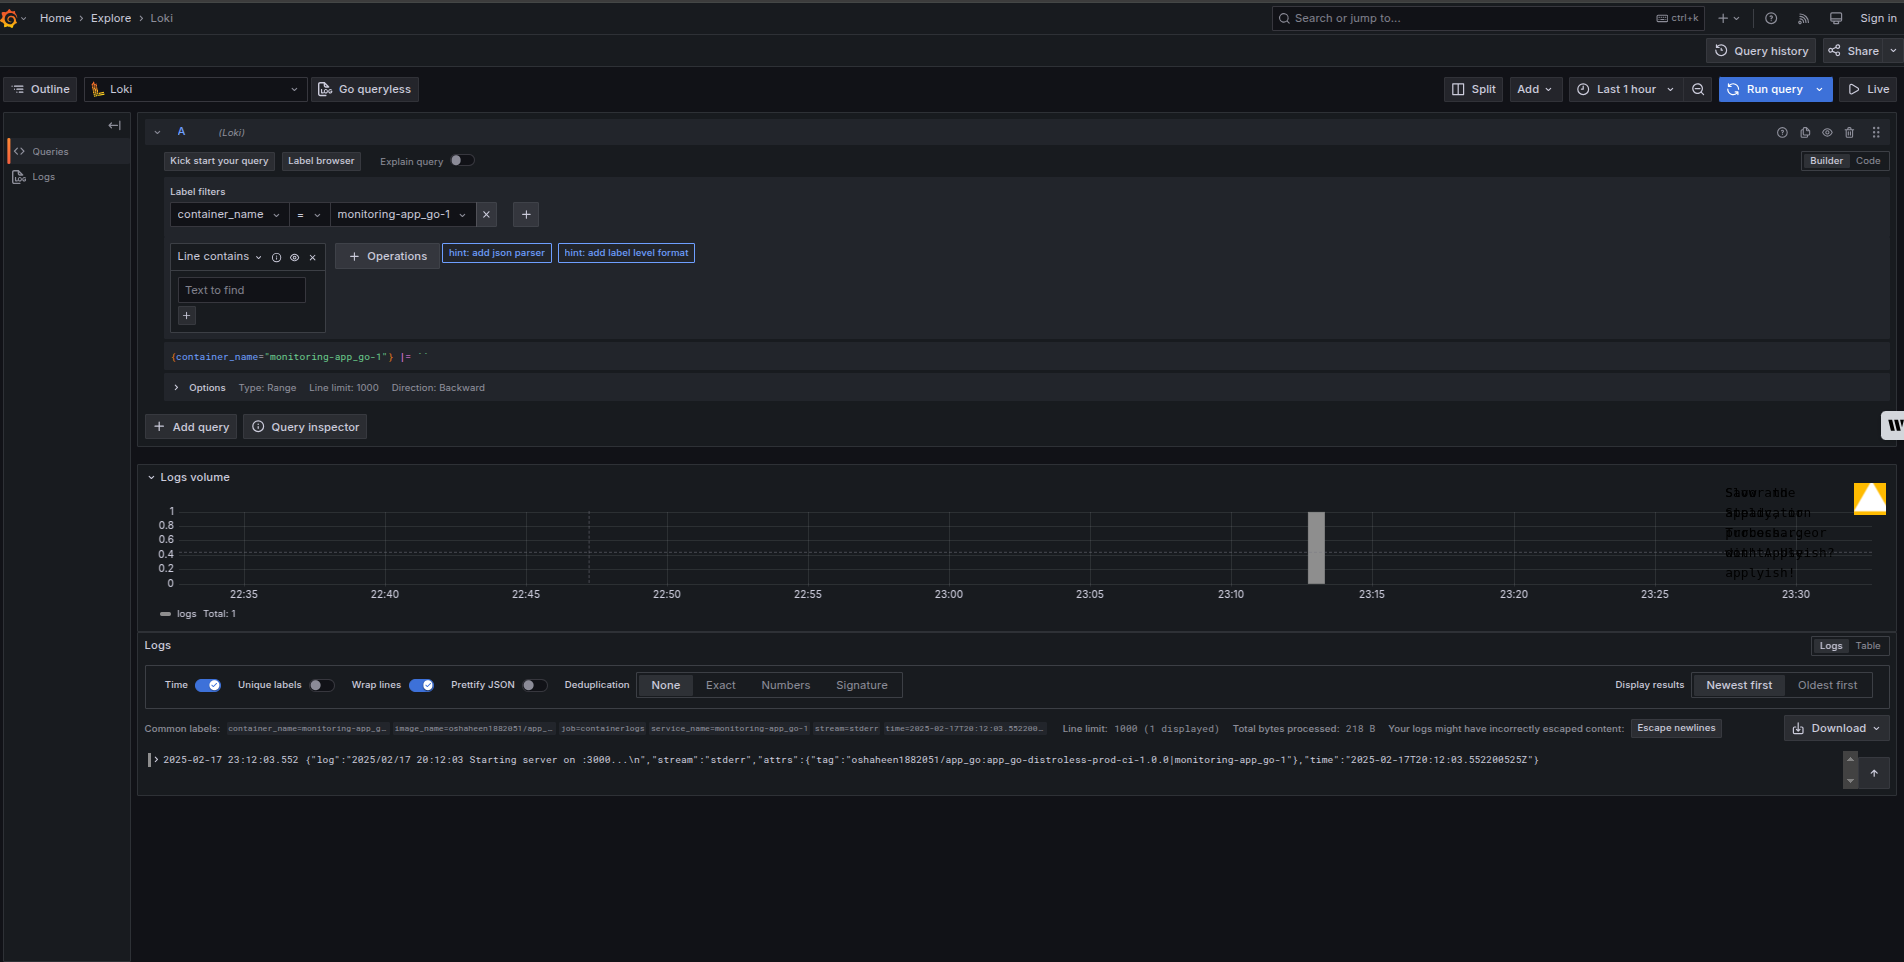 Home › Explore › Loki
Search or jump to...
ctrl+k
Sign in
Query history
Share
Outline
Loki
Go queryless
Split
Add
Last 1 hour
Run query
Live
Queries
Logs
A
(Loki)
Kick start your query
Label browser
Explain query
Builder
Code
Label filters
container_name
=
monitoring-app_go-1
Line contains
Operations
hint: add json parser
hint: add label level format
Text to find
{container_name="monitoring-app_go-1"} |= ``
Options Type: Range Line limit: 1000 Direction: Backward
Add query
Query inspector
Logs volume
1
0.8
0.6
0.4
0.2
0
22:35 22:40 22:45 22:50 22:55 23:00 23:05 23:10 23:15 23:20 23:25 23:30
logs Total: 1
applyish!
Logs
Logs
Table
Time
Unique labels
Wrap lines
Prettify JSON
Deduplication
None
Exact
Numbers
Signature
Display results
Newest first
Oldest first
Common labels: container_name=monitoring-app_g… image_name=oshaheen1882051/app_… job=containerlogs service_name=monitoring-app_go-1 stream=stderr time=2025-02-17T20:12:03.552200… Line limit: 1000 (1 displayed) Total bytes processed: 218 B Your logs might have incorrectly escaped content: Escape newlines
Download
2025-02-17 23:12:03.552 {"log":"2025/02/17 20:12:03 Starting server on :3000...\n","stream":"stderr","attrs":{"tag":"oshaheen1882051/app_go:app_go-distroless-prod-ci-1.0.0|monitoring-app_go-1"},"time":"2025-02-17T20:12:03.552200525Z"}